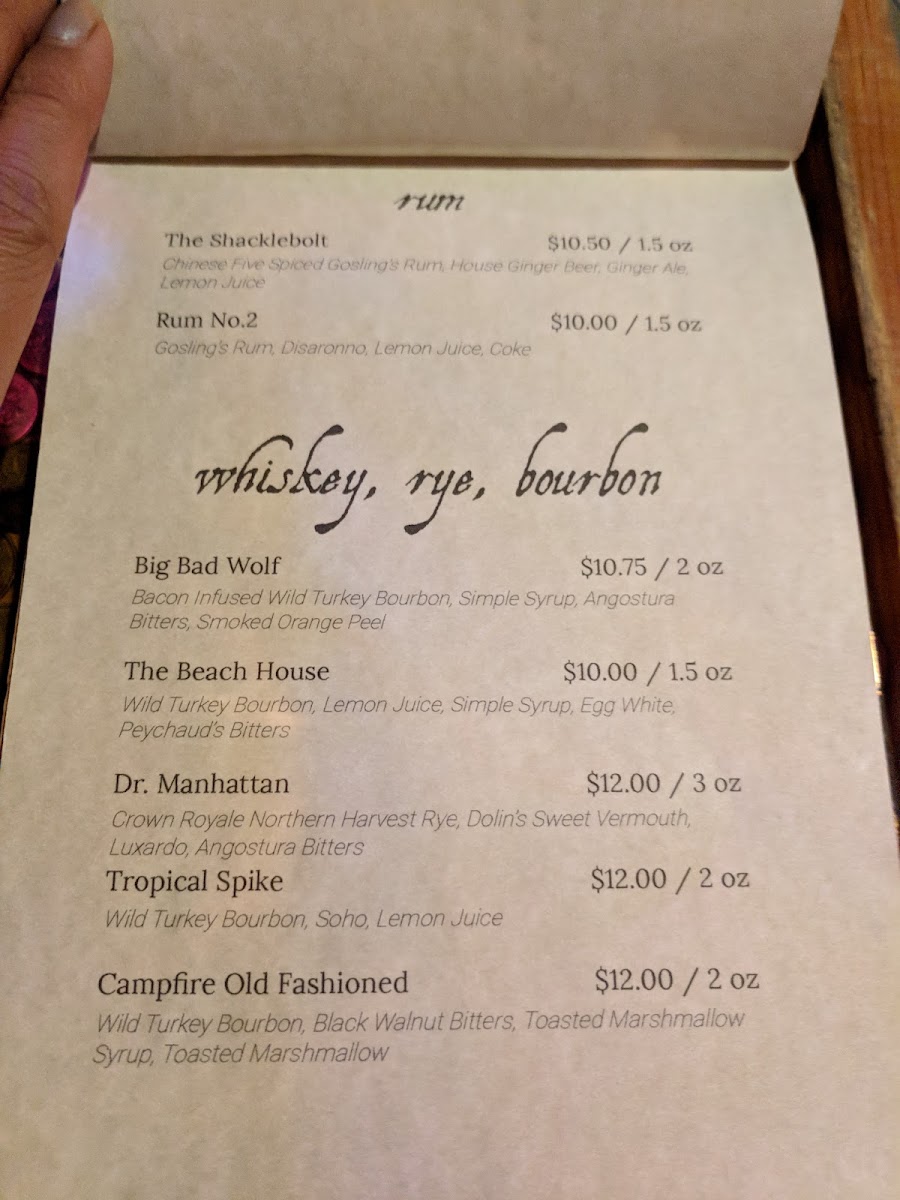 rum
The Shacklebolt $10.50 / 1.5 oz
Chinese Five Spiced Gosling's Rum, House Ginger Beer, Ginger Ale,
Lemon Juice
Rum No.2 $10.00 / 1.5 oz
Gosling's Rum, Disaronno, Lemon Juice, Coke
whiskey, rye, bourbon
Big Bad Wolf $10.75 / 2 oz
Bacon Infused Wild Turkey Bourbon, Simple Syrup, Angostura
Bitters, Smoked Orange Peel
The Beach House $10.00 / 1.5 oz
Wild Turkey Bourbon, Lemon Juice, Simple Syrup, Egg White,
Peychaud's Bitters
Dr. Manhattan $12.00 / 3 oz
Crown Royale Northern Harvest Rye, Dolin's Sweet Vermouth,
Luxardo, Angostura Bitters
Tropical Spike $12.00 / 2 oz
Wild Turkey Bourbon, Soho, Lemon Juice
Campfire Old Fashioned $12.00 / 2 oz
Wild Turkey Bourbon, Black Walnut Bitters, Toasted Marshmallow
Syrup, Toasted Marshmallow